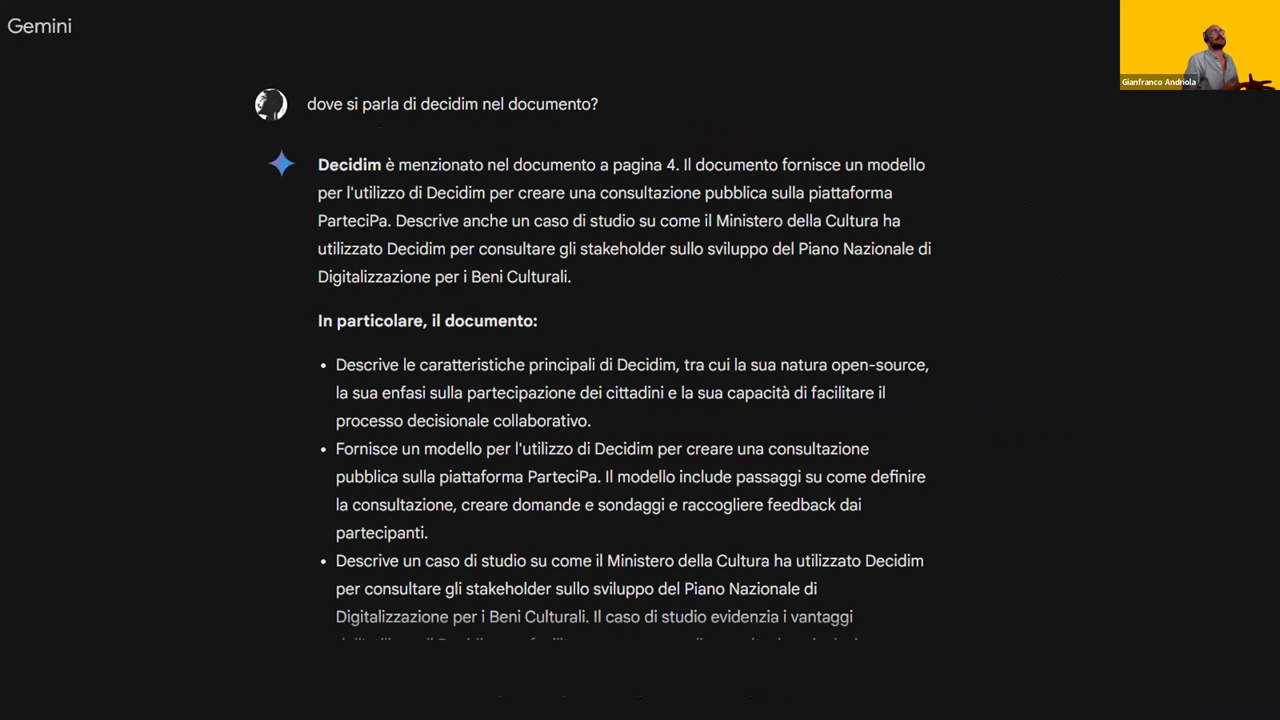 Gemini
Gianfranco Andriola
dove si parla di decidim nel documento?
Decidim è menzionato nel documento a pagina 4. Il documento fornisce un modello
per l'utilizzo di Decidim per creare una consultazione pubblica sulla piattaforma
ParteciPa. Descrive anche un caso di studio su come il Ministero della Cultura ha
utilizzato Decidim per consultare gli stakeholder sullo sviluppo del Piano Nazionale di
Digitalizzazione per i Beni Culturali.
In particolare, il documento:
• Descrive le caratteristiche principali di Decidim, tra cui la sua natura open-source,
la sua enfasi sulla partecipazione dei cittadini e la sua capacità di facilitare il
processo decisionale collaborativo.
• Fornisce un modello per l'utilizzo di Decidim per creare una consultazione
pubblica sulla piattaforma ParteciPa. Il modello include passaggi su come definire
la consultazione, creare domande e sondaggi e raccogliere feedback dai
partecipanti.
• Descrive un caso di studio su come il Ministero della Cultura ha utilizzato Decidim
per consultare gli stakeholder sullo sviluppo del Piano Nazionale di
Digitalizzazione per i Beni Culturali. Il caso di studio evidenzia i vantaggi